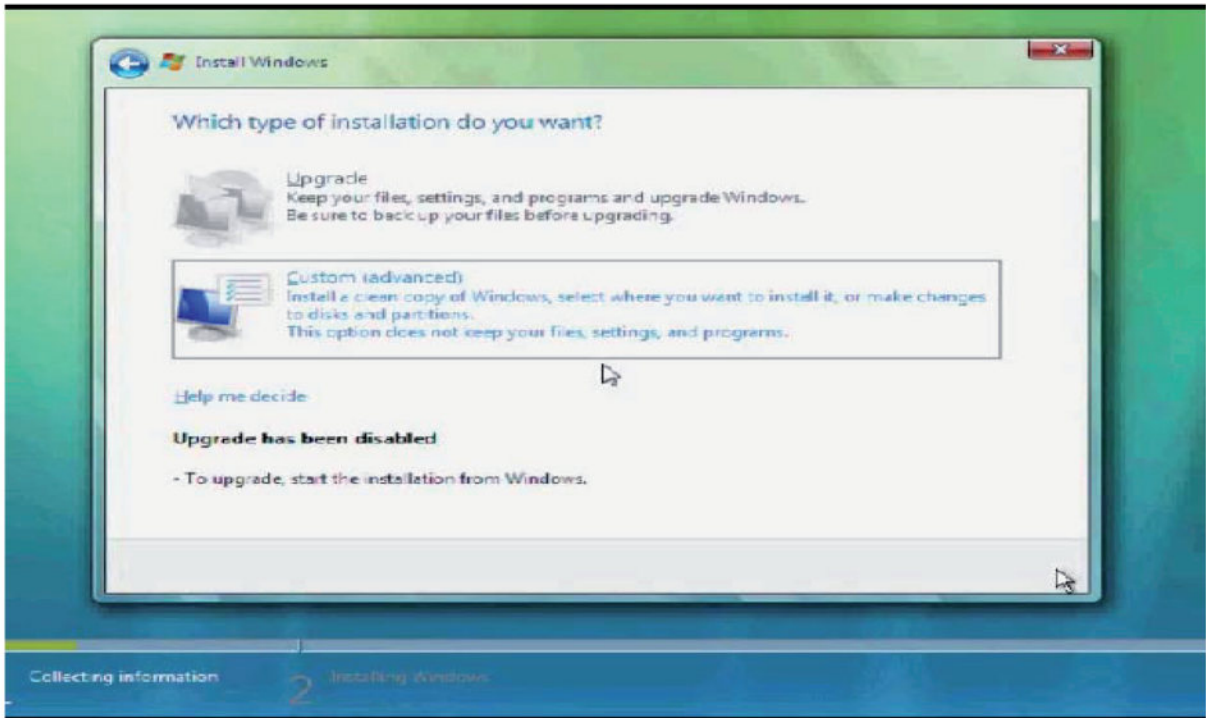 Install Windows
Which type of installation do you want?
Upgrade
Keep your files, settings, and programs and upgrade Windows.
Be sure to back up your files before upgrading.
Custom (advanced)
Install a clean copy of Windows, select where you want to install it, or make changes
to disks and partitions.
This option does not keep your files, settings, and programs.
Help me decide
Upgrade has been disabled
- To upgrade, start the installation from Windows.
Collecting information
2 Installing Windows